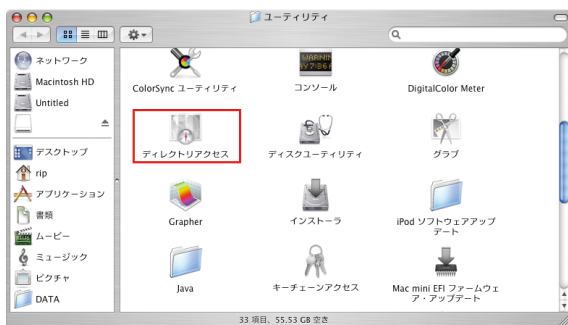 ユーティリティ
ネットワーク
Macintosh HD
Untitled
デスクトップ
rip
アプリケーション
書類
ムービー
ミュージック
ピクチャ
DATA
ColorSync ユーティリティ
コンソール
DigitalColor Meter
ディレクトリアクセス
ディスクユーティリティ
グラブ
Grapher
インストーラ
iPod ソフトウェアアップ
デート
Java
キーチェーンアクセス
Mac mini EFI ファームウェ
ア・アップデート
33 項目、55.53 GB 空き